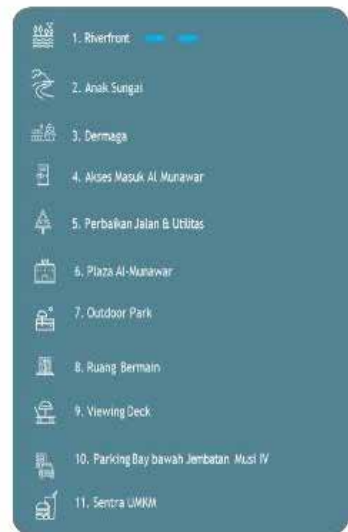 1. Riverfront
2. Anak Sungai
3. Dermaga
4. Akses Masuk Al Munawar
5. Perbaikan Jalan & Utilitas
6. Plaza Al-Munawar
7. Outdoor Park
8. Ruang Bermain
9. Viewing Deck
10. Parking Bay bawah Jembatan Musi IV
11. Sentra UMKM